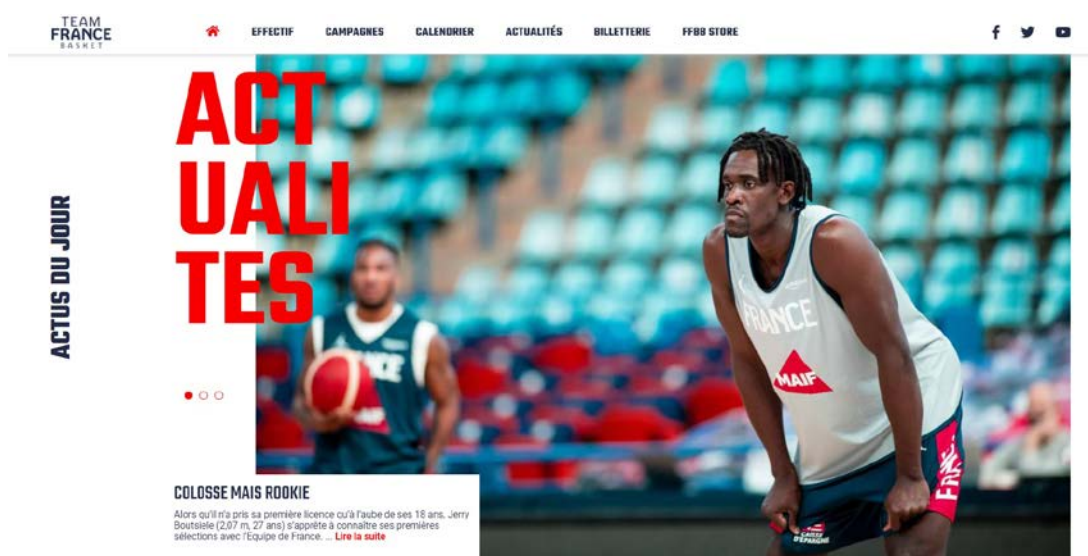 TEAM
FRANCE
BASKET
EFFECTIF
CAMPAGNES
CALENDRIER
ACTUALITÉS
BILLETTERIE
FFBB STORE
ACTUS DU JOUR
ACT
UALI
TES
FRANCE
MAIF
MAIF
FRANCE
CAISSE
D'EPARGNE
COLOSSE MAIS ROOKIE
Alors qu'il n'a pris sa première licence qu'à l'aube de ses 18 ans, Jerry
Boutsiele (2,07 m, 27 ans) s'apprête à connaître ses premières
sélections avec l'Equipe de France. ... Lire la suite